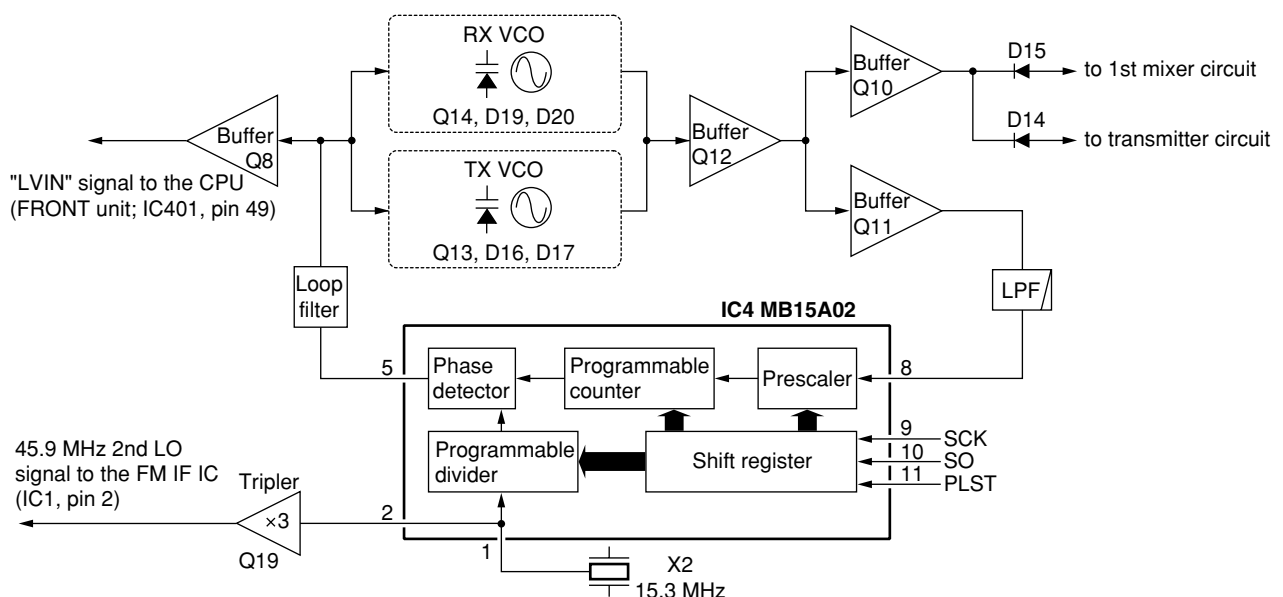 RX VCO
Q14, D19, D20
TX VCO
Q13, D16, D17
Buffer
Q8
"LVIN" signal to the CPU
(FRONT unit; IC401, pin 49)
Buffer
Q12
Buffer
Q10
Buffer
Q11
D15
to 1st mixer circuit
D14
to transmitter circuit
Loop
filter
LPF
IC4 MB15A02
5
Phase
detector
Programmable
counter
Prescaler
8
Programmable
divider
Shift register
9
SCK
10
SO
11
PLST
45.9 MHz 2nd LO
signal to the FM IF IC
(IC1, pin 2)
Tripler
×3
Q19
2
1
X2
15.3 MHz